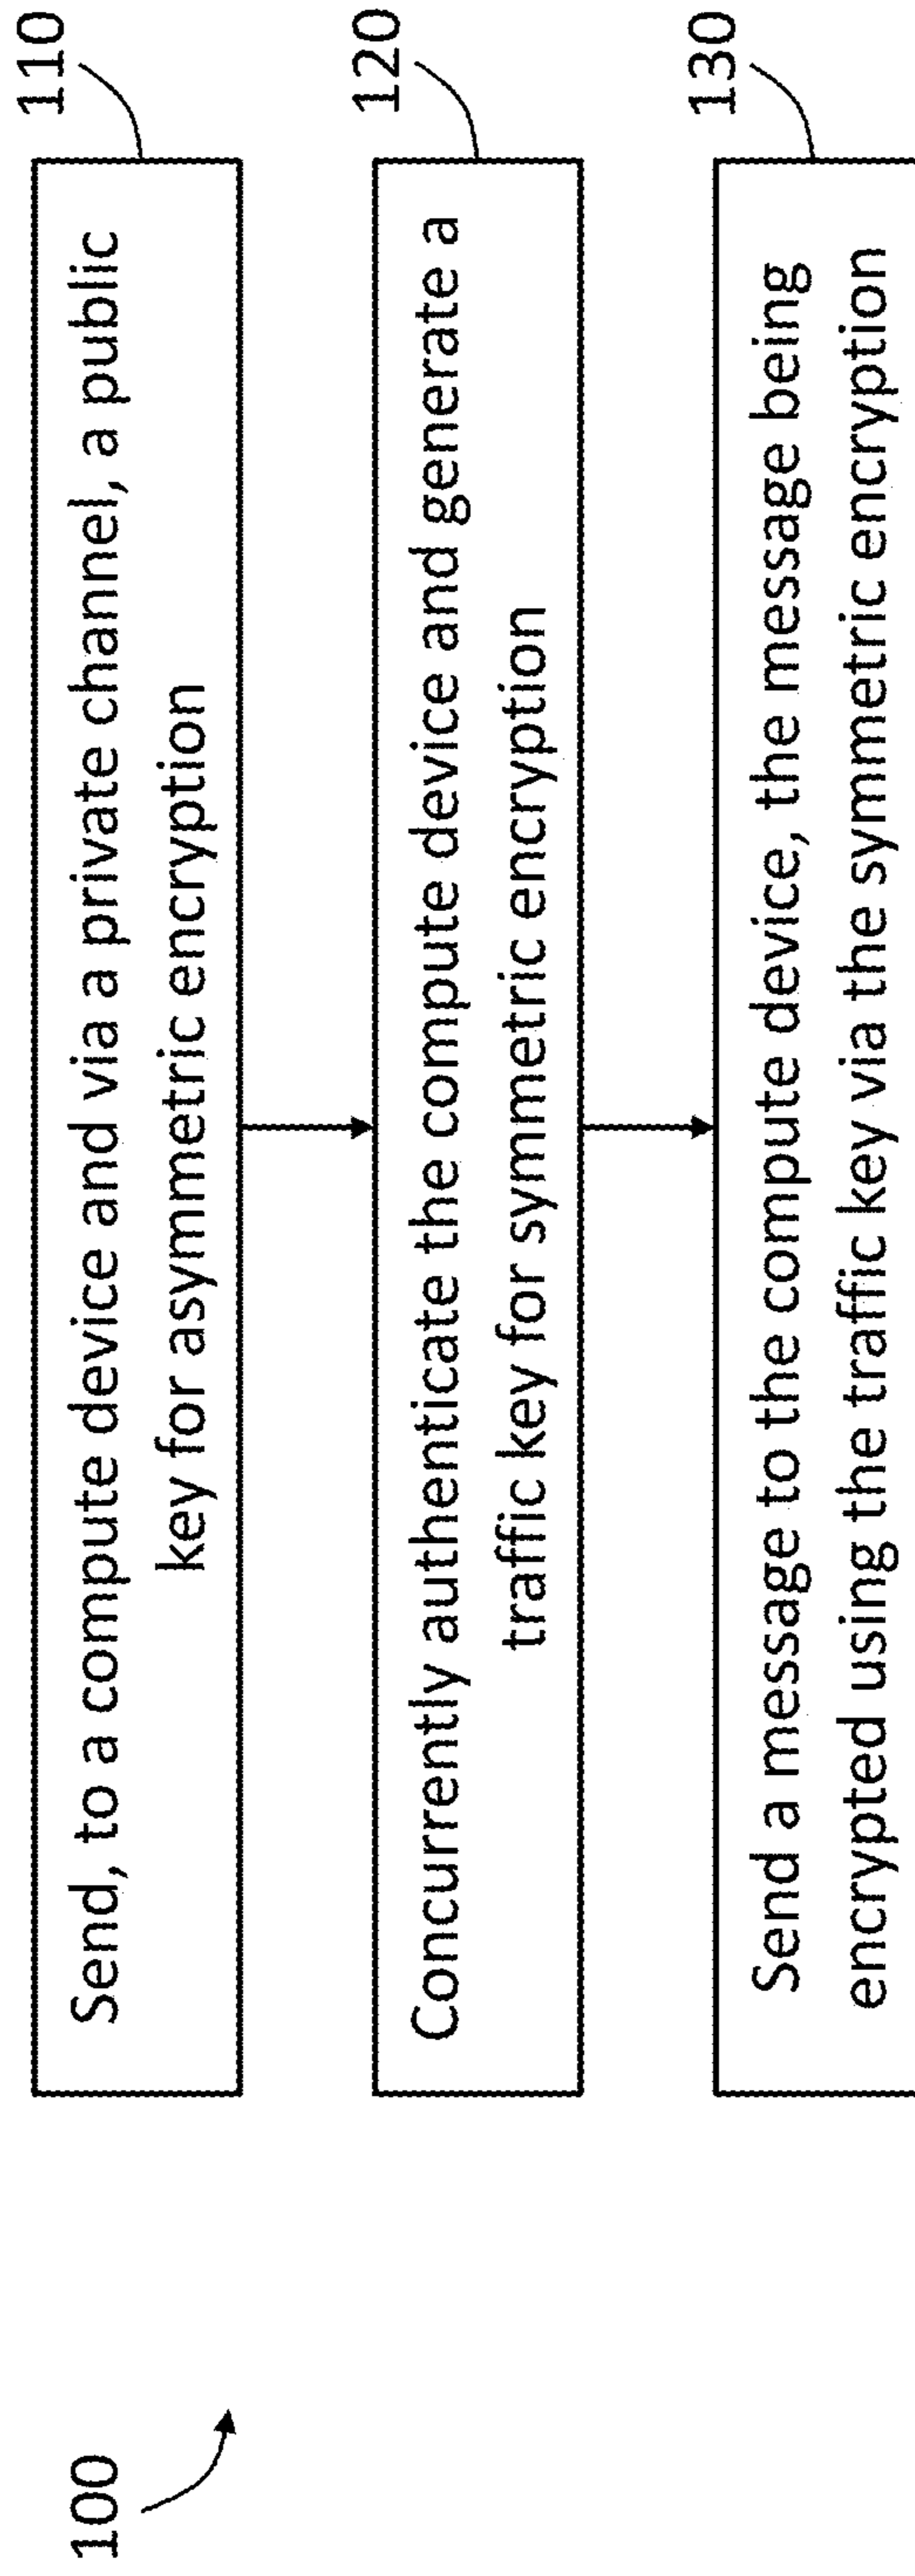 100
110
Send, to a compute device and via a private channel, a public
key for asymmetric encryption
120
Concurrently authenticate the compute device and generate a
traffic key for symmetric encryption
130
Send a message to the compute device, the message being
encrypted using the traffic key via the symmetric encryption